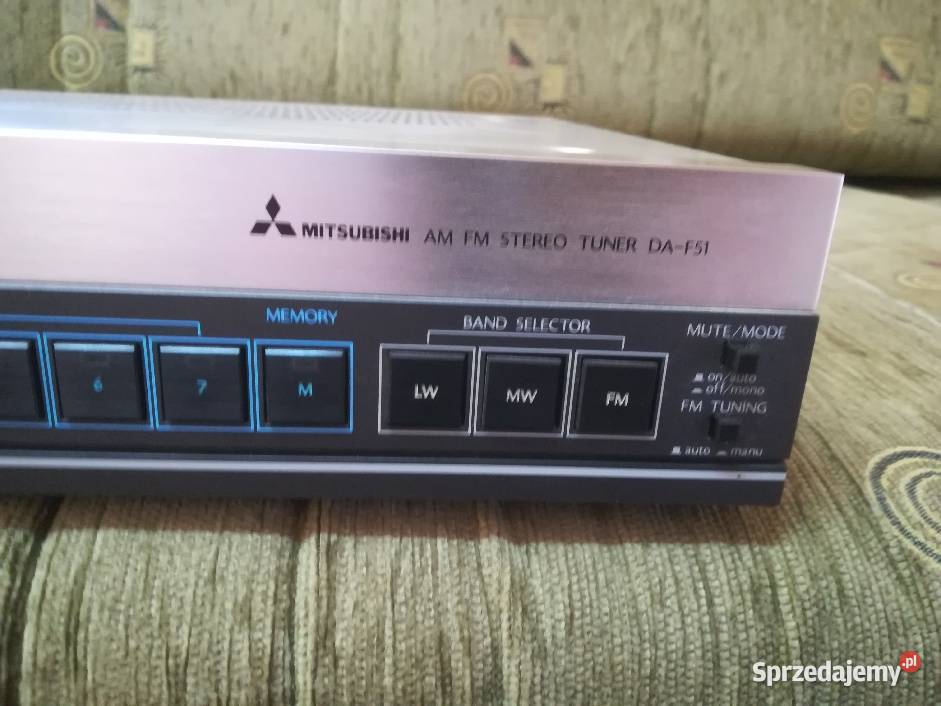 MITSUBISHI AM FM STEREO TUNER DA-F51
MEMORY
BAND SELECTOR
MUTE/MODE
6
7
M
LW
MW
FM
on/auto
off/mono
FM TUNING
auto
manu
Sprzedajemy.pl